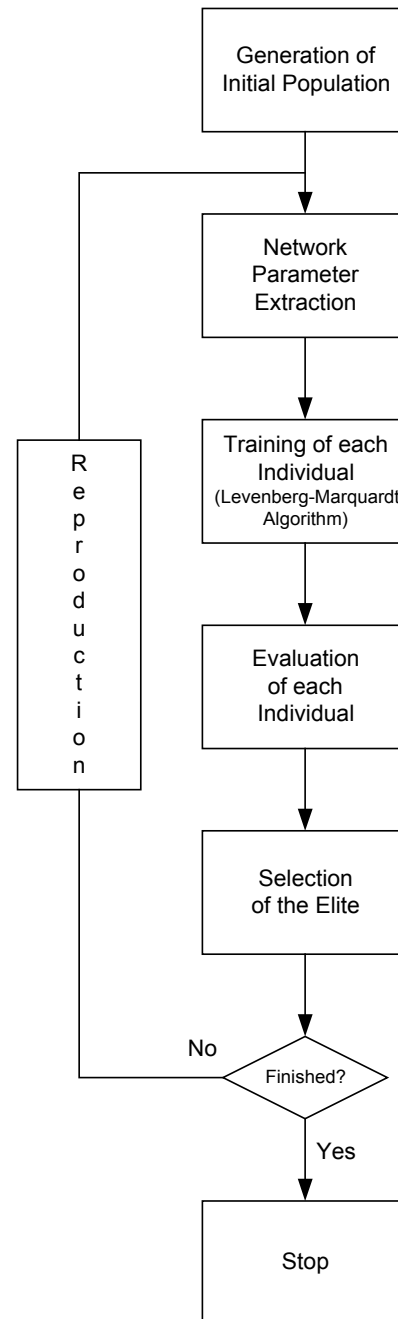 Generation of
Initial Population
Network
Parameter
Extraction
Training of each
Individual
(Levenberg-Marquardt
Algorithm)
Reproduction
Evaluation
of each
Individual
Selection
of the Elite
No
Finished?
Yes
Stop